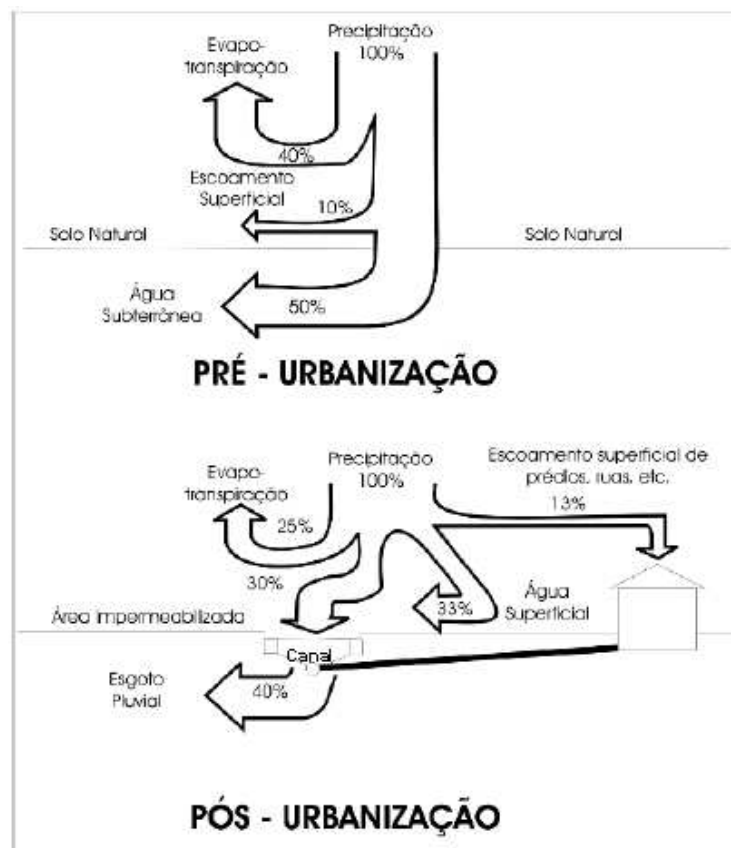 Precipitação
100%
Evapo-
transpiração
40%
Escoamento
Superficial
10%
Solo Natural
Solo Natural
Água
Subterrânea
50%
PRÉ - URBANIZAÇÃO
Precipitação
100%
Escoamento superficial de
prédios, ruas, etc.
13%
Evapo-
transpiração
25%
30%
33%
Água
Superficial
Área Impermeabilizada
Canal
Esgoto
Pluvial
40%
PÓS - URBANIZAÇÃO